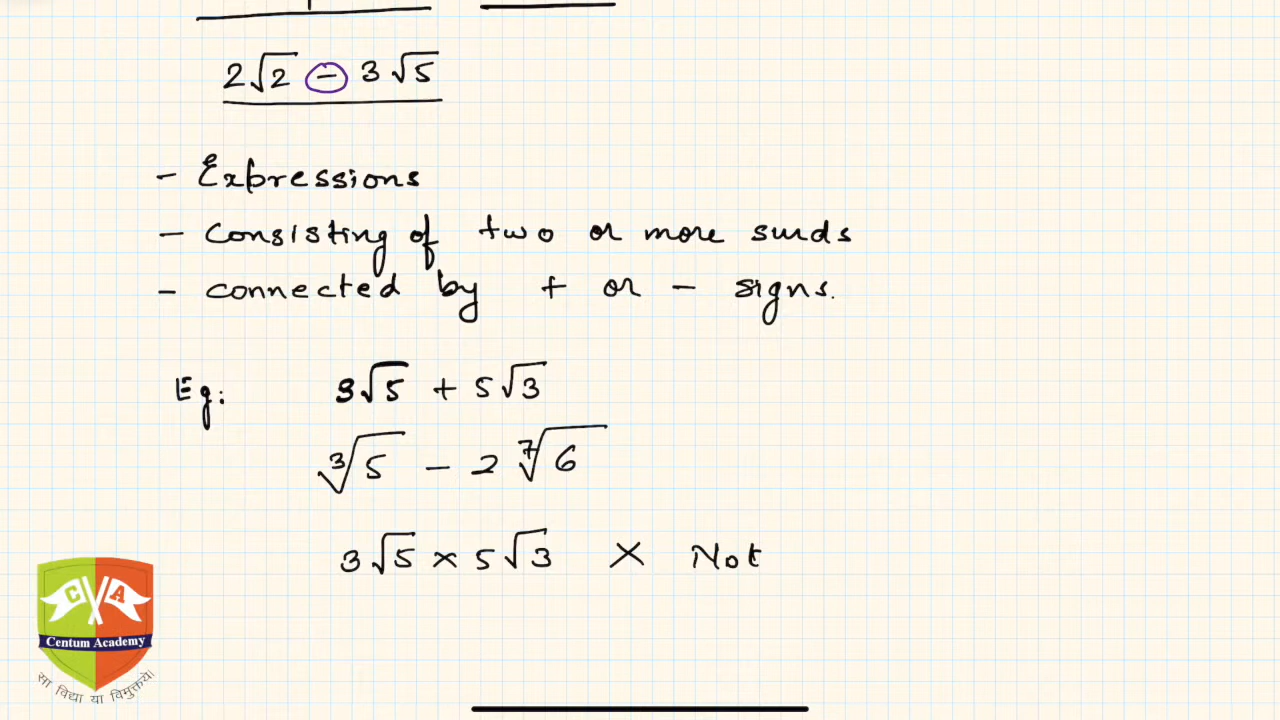 2√2 − 3√5
- Expressions
- consisting of two or more surds
- connected by + or - signs.
Eg: 3√5 + 5√3
∛5 − 2 ⁷√6
3√5 × 5√3 × Not
C A
Centum Academy
सा विद्या या विमुक्तये।